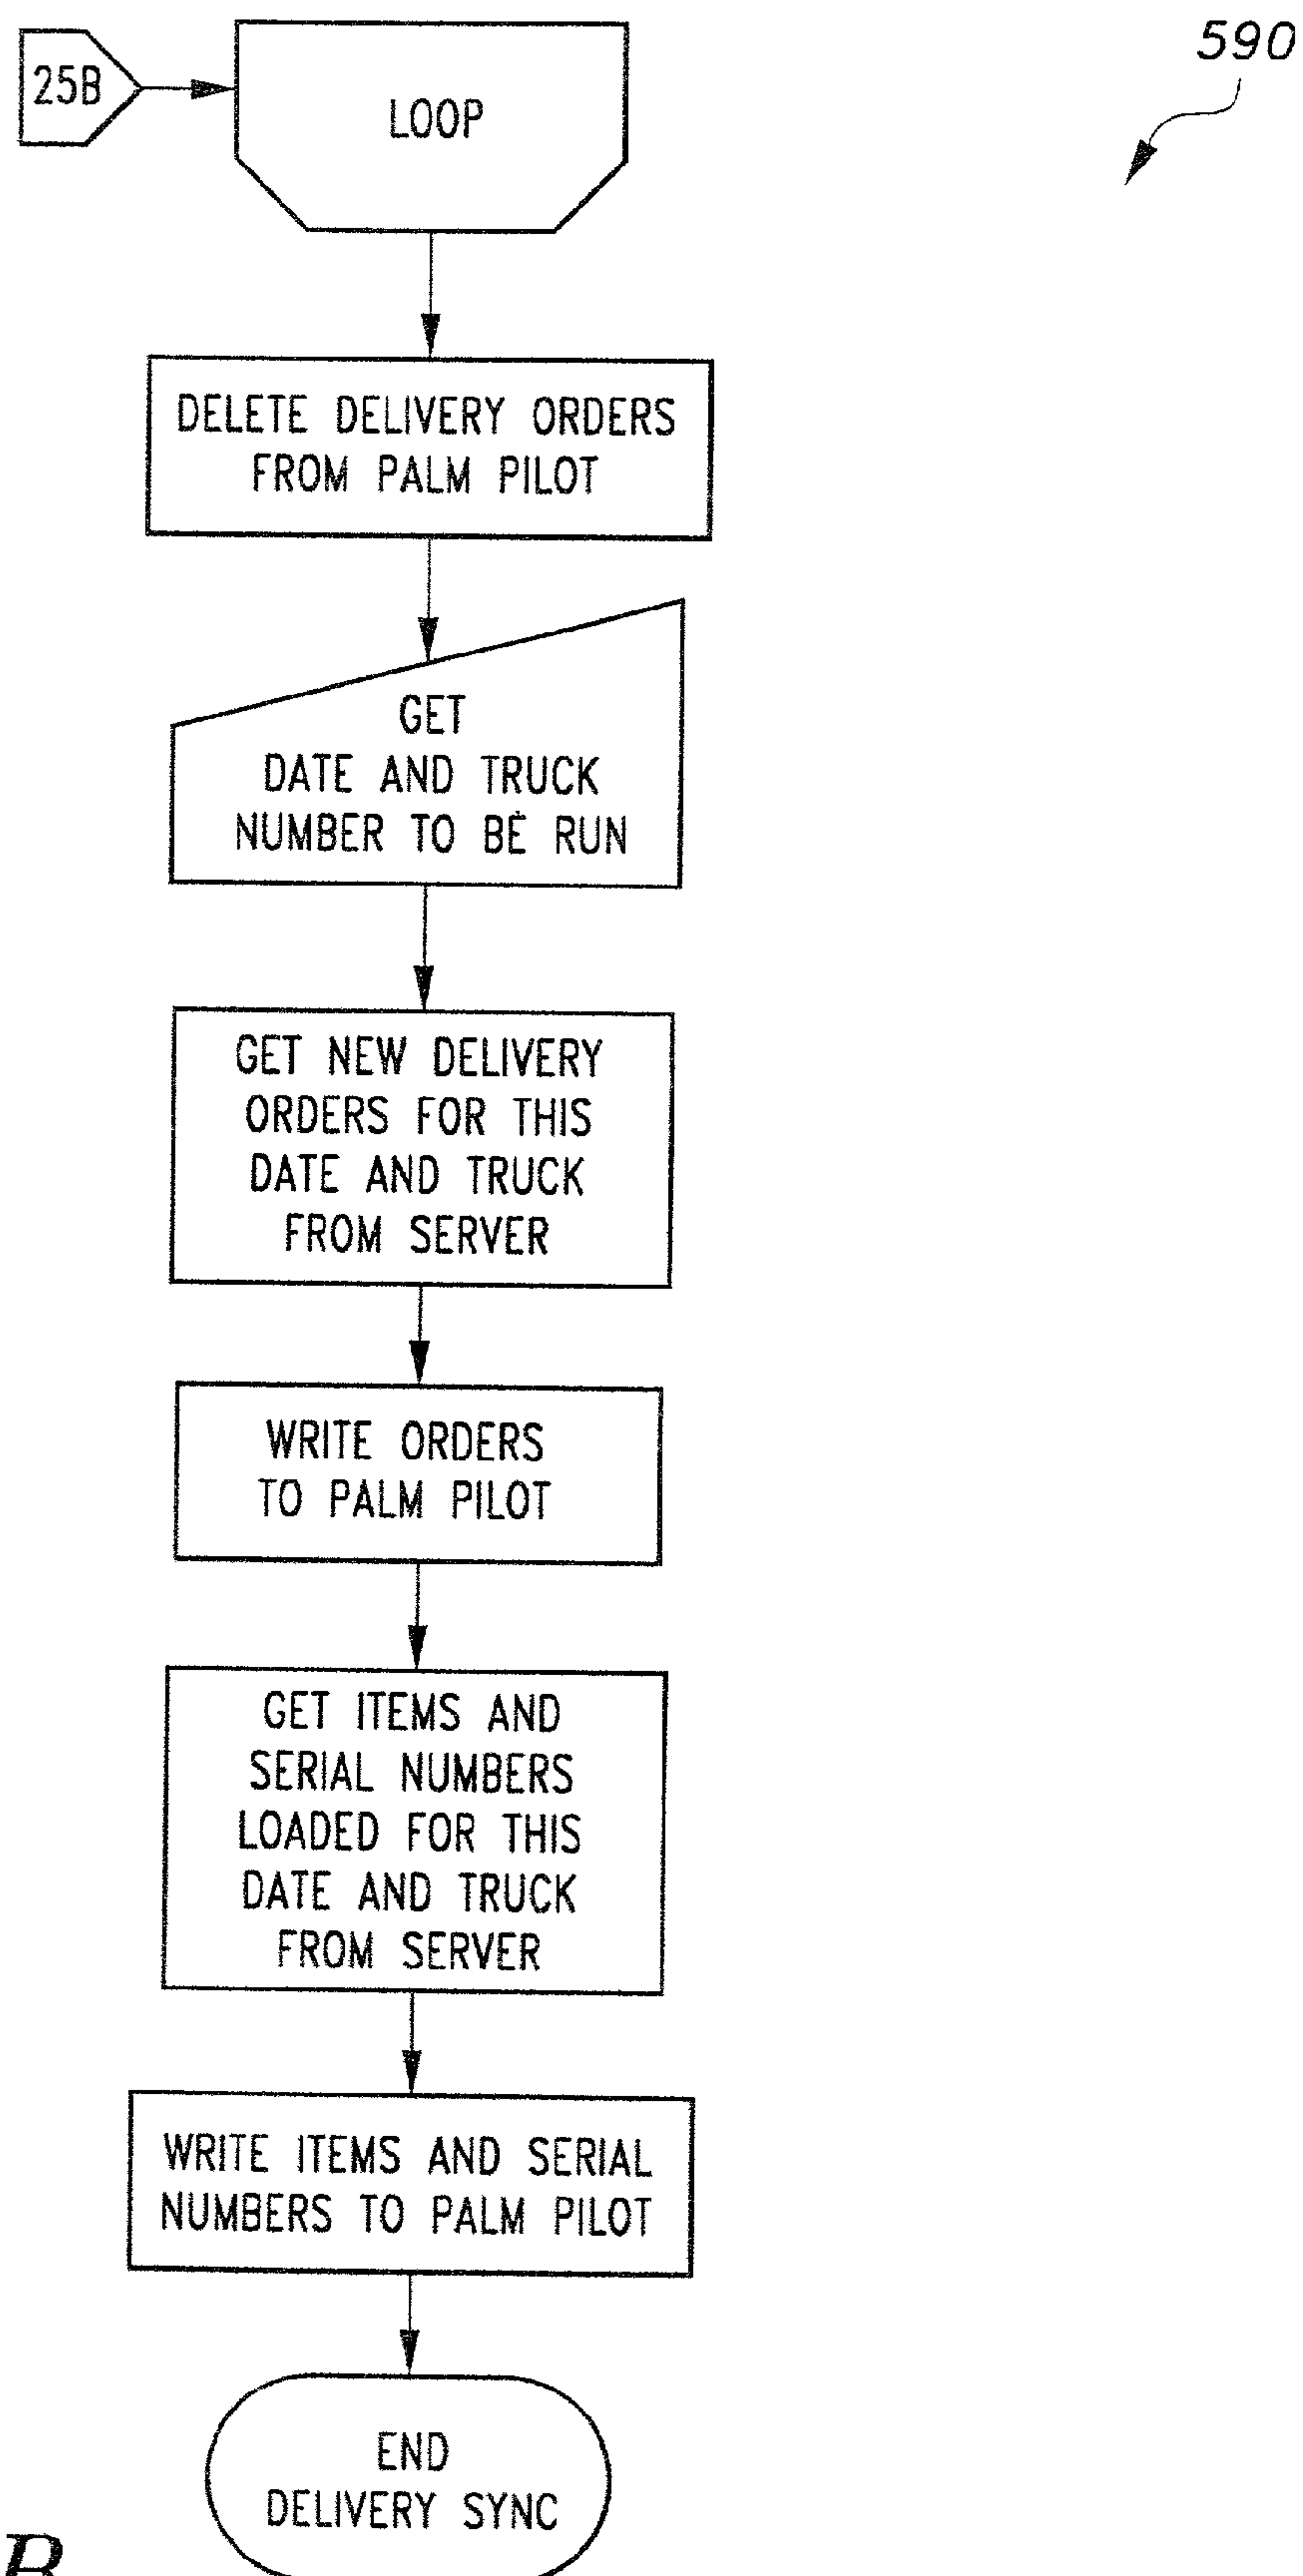 25B
LOOP
590
DELETE DELIVERY ORDERS
FROM PALM PILOT
GET
DATE AND TRUCK
NUMBER TO BE RUN
GET NEW DELIVERY
ORDERS FOR THIS
DATE AND TRUCK
FROM SERVER
WRITE ORDERS
TO PALM PILOT
GET ITEMS AND
SERIAL NUMBERS
LOADED FOR THIS
DATE AND TRUCK
FROM SERVER
WRITE ITEMS AND SERIAL
NUMBERS TO PALM PILOT
END
DELIVERY SYNC
B